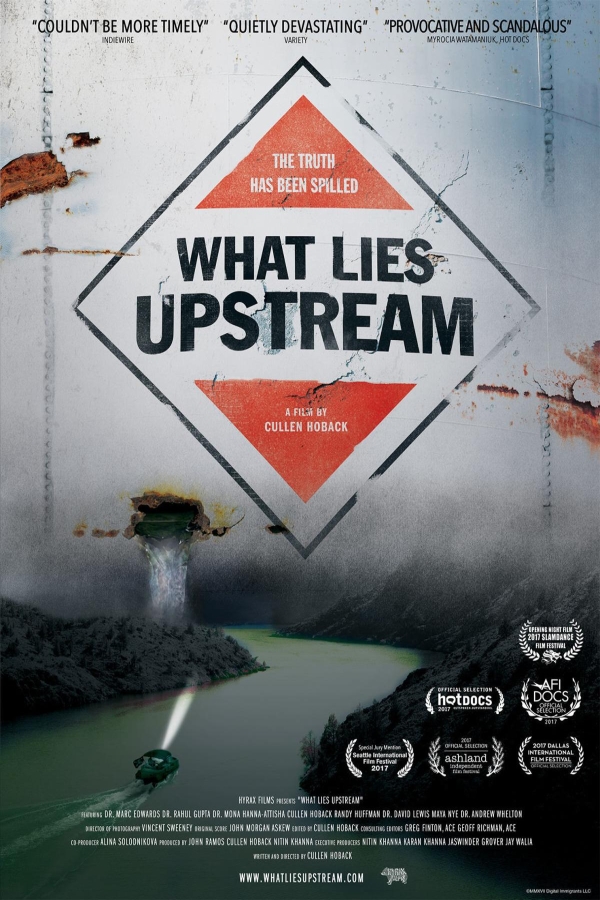 "COULDN'T BE MORE TIMELY" "QUIETLY DEVASTATING" "PROVOCATIVE AND SCANDALOUS"
INDIEWIRE VARIETY MYROCIA WATAMANIUK, HOT DOCS
THE TRUTH
HAS BEEN SPILLED
WHAT LIES
UPSTREAM
A FILM BY
CULLEN HOBACK
OPENING NIGHT FILM
2017 SLAMDANCE
FILM FESTIVAL
OFFICIAL SELECTION
hotDOCS
2017
AFI
DOCS
OFFICIAL
SELECTION
2017
Special Jury Mention
Seattle International
Film Festival
2017
2017
OFFICIAL SELECTION
ashland
independent
film festival
2017 DALLAS
INTERNATIONAL
FILM FESTIVAL
OFFICIAL SELECTION
HYRAX FILMS PRESENTS "WHAT LIES UPSTREAM"
FEATURING DR. MARC EDWARDS DR. RAHUL GUPTA DR. MONA HANNA-ATTISHA CULLEN HOBACK RANDY HUFFMAN DR. DAVID LEWIS MAYA NYE DR. ANDREW WHELTON
DIRECTOR OF PHOTOGRAPHY VINCENT SWEENEY ORIGINAL SCORE JOHN MORGAN ASKEW EDITED BY CULLEN HOBACK CONSULTING EDITORS GREG FINTON, ACE GEOFF RICHMAN, ACE
CO PRODUCER ALINA SOLODNIKOVA PRODUCED BY JOHN RAMOS CULLEN HOBACK NITIN KHANNA EXECUTIVE PRODUCERS NITIN KHANNA KARAN KHANNA JASWINDER GROVER JAY WALIA
WRITTEN AND DIRECTED BY CULLEN HOBACK
WWW.WHATLIESUPSTREAM.COM
©MMXVII Digital Immigrants LLC